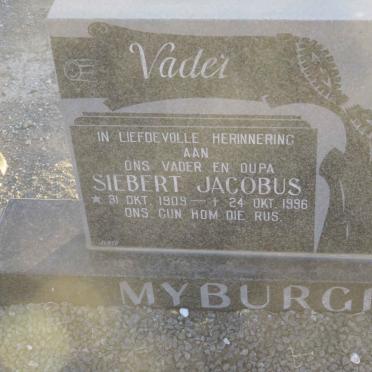 Vader
IN LIEFDEVOLLE HERINNERING
AAN
ONS VADER EN OUPA
SIEBERT JACOBUS
* 31 OKT. 1909 — † 24 OKT. 1996
ONS GUN HOM DIE RUS.
MYBURG